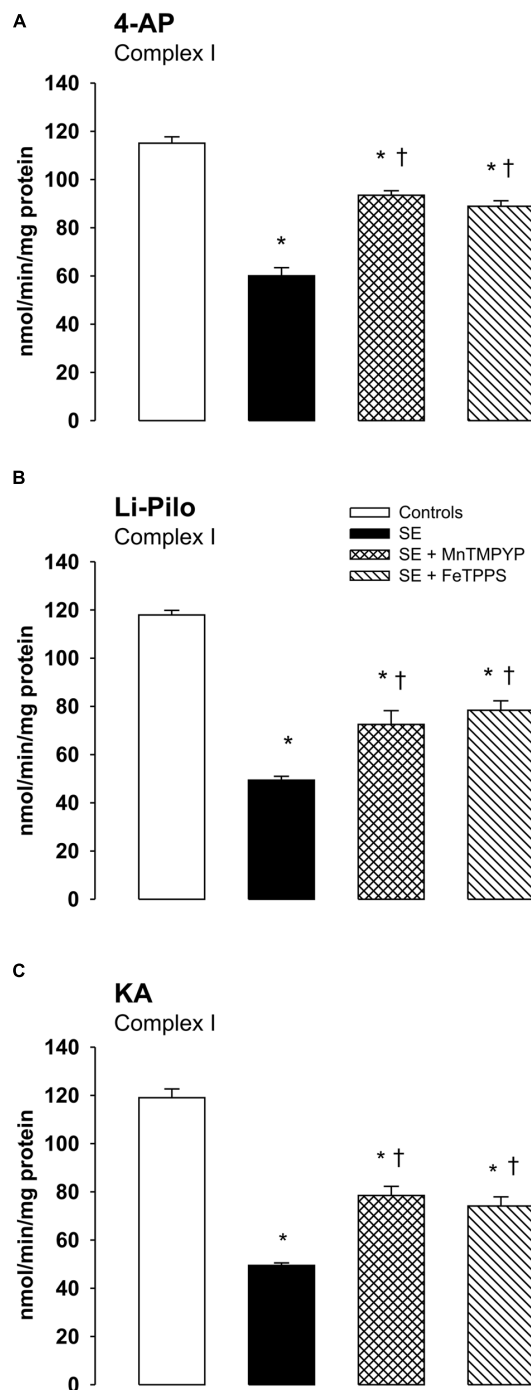 A
4-AP
Complex I
140
120
100
80
60
40
20
0
nmol/min/mg protein
*
* †
* †
B
Li-Pilo
Complex I
Controls
SE
SE + MnTMPYP
SE + FeTPPS
140
120
100
80
60
40
20
0
nmol/min/mg protein
*
* †
* †
C
KA
Complex I
140
120
100
80
60
40
20
0
nmol/min/mg protein
*
* †
* †